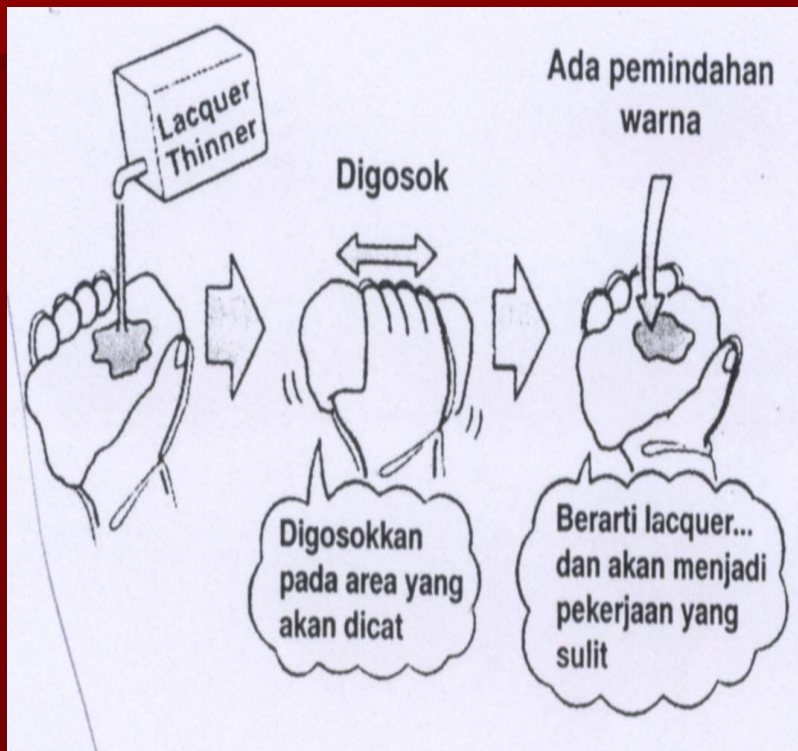 Lacquer
Thinner
Digosok
Ada pemindahan
warna
Digosokkan
pada area yang
akan dicat
Berarti lacquer...
dan akan menjadi
pekerjaan yang
sulit